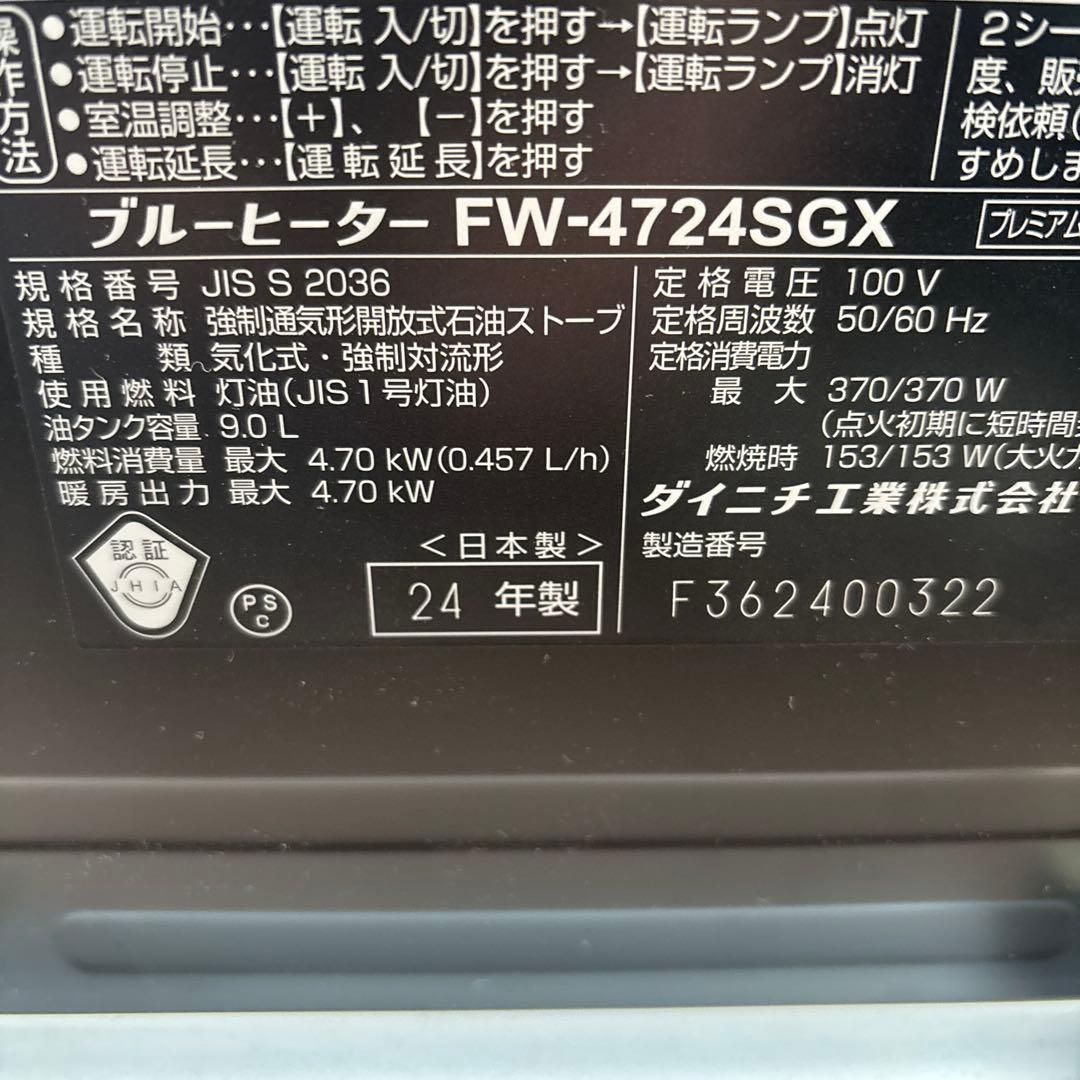 操作方法
●運転開始…【運転 入/切】を押す→【運転ランプ】点灯
●運転停止…【運転 入/切】を押す→【運転ランプ】消灯
●室温調整…【＋】、【－】を押す
●運転延長…【運転延長】を押す
2シー
度、販売
検依頼(
すめしま
ブルーヒーター FW-4724SGX
プレミアム
規格番号 JIS S 2036
規格名称 強制通気形開放式石油ストーブ
種類 気化式・強制対流形
使用燃料 灯油(JIS1号灯油)
油タンク容量 9.0 L
燃料消費量 最大 4.70 kW(0.457 L/h)
暖房出力 最大 4.70 kW
認証
JHIA
PSC
<日本製>
24 年製
定格電圧 100 V
定格周波数 50/60 Hz
定格消費電力
最大 370/370 W
(点火初期に短時間
燃焼時 153/153 W(大火力
ダイニチ工業株式会社
製造番号
F362400322